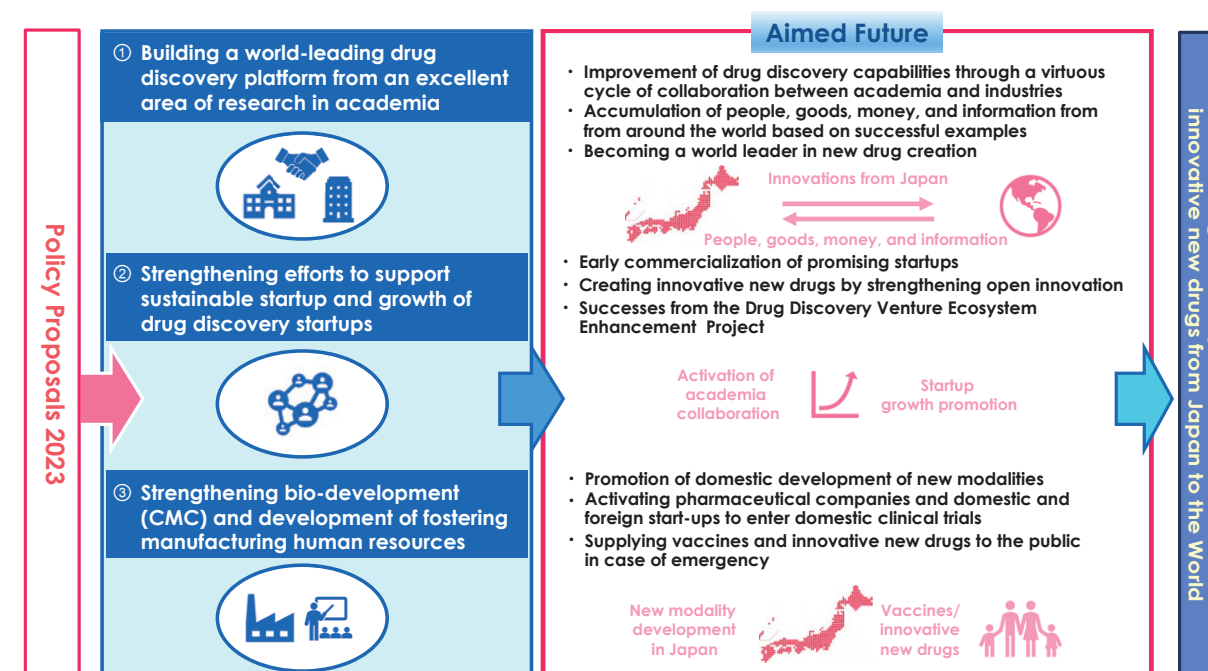 Policy Proposals 2023
① Building a world-leading drug
discovery platform from an excellent
area of research in academia
② Strengthening efforts to support
sustainable startup and growth of
drug discovery startups
③ Strengthening bio-development
(CMC) and development of fostering
manufacturing human resources
Aimed Future
・ Improvement of drug discovery capabilities through a virtuous
cycle of collaboration between academia and industries
・ Accumulation of people, goods, money, and information from
from around the world based on successful examples
・ Becoming a world leader in new drug creation
Innovations from Japan
People, goods, money, and information
・ Early commercialization of promising startups
・ Creating innovative new drugs by strengthening open innovation
・ Successes from the Drug Discovery Venture Ecosystem
Enhancement Project
Activation of
academia
collaboration
Startup
growth promotion
・ Promotion of domestic development of new modalities
・ Activating pharmaceutical companies and domestic and
foreign start-ups to enter domestic clinical trials
・ Supplying vaccines and innovative new drugs to the public
in case of emergency
New modality
development
in Japan
Vaccines/
innovative
new drugs
innovative new drugs from Japan to the World